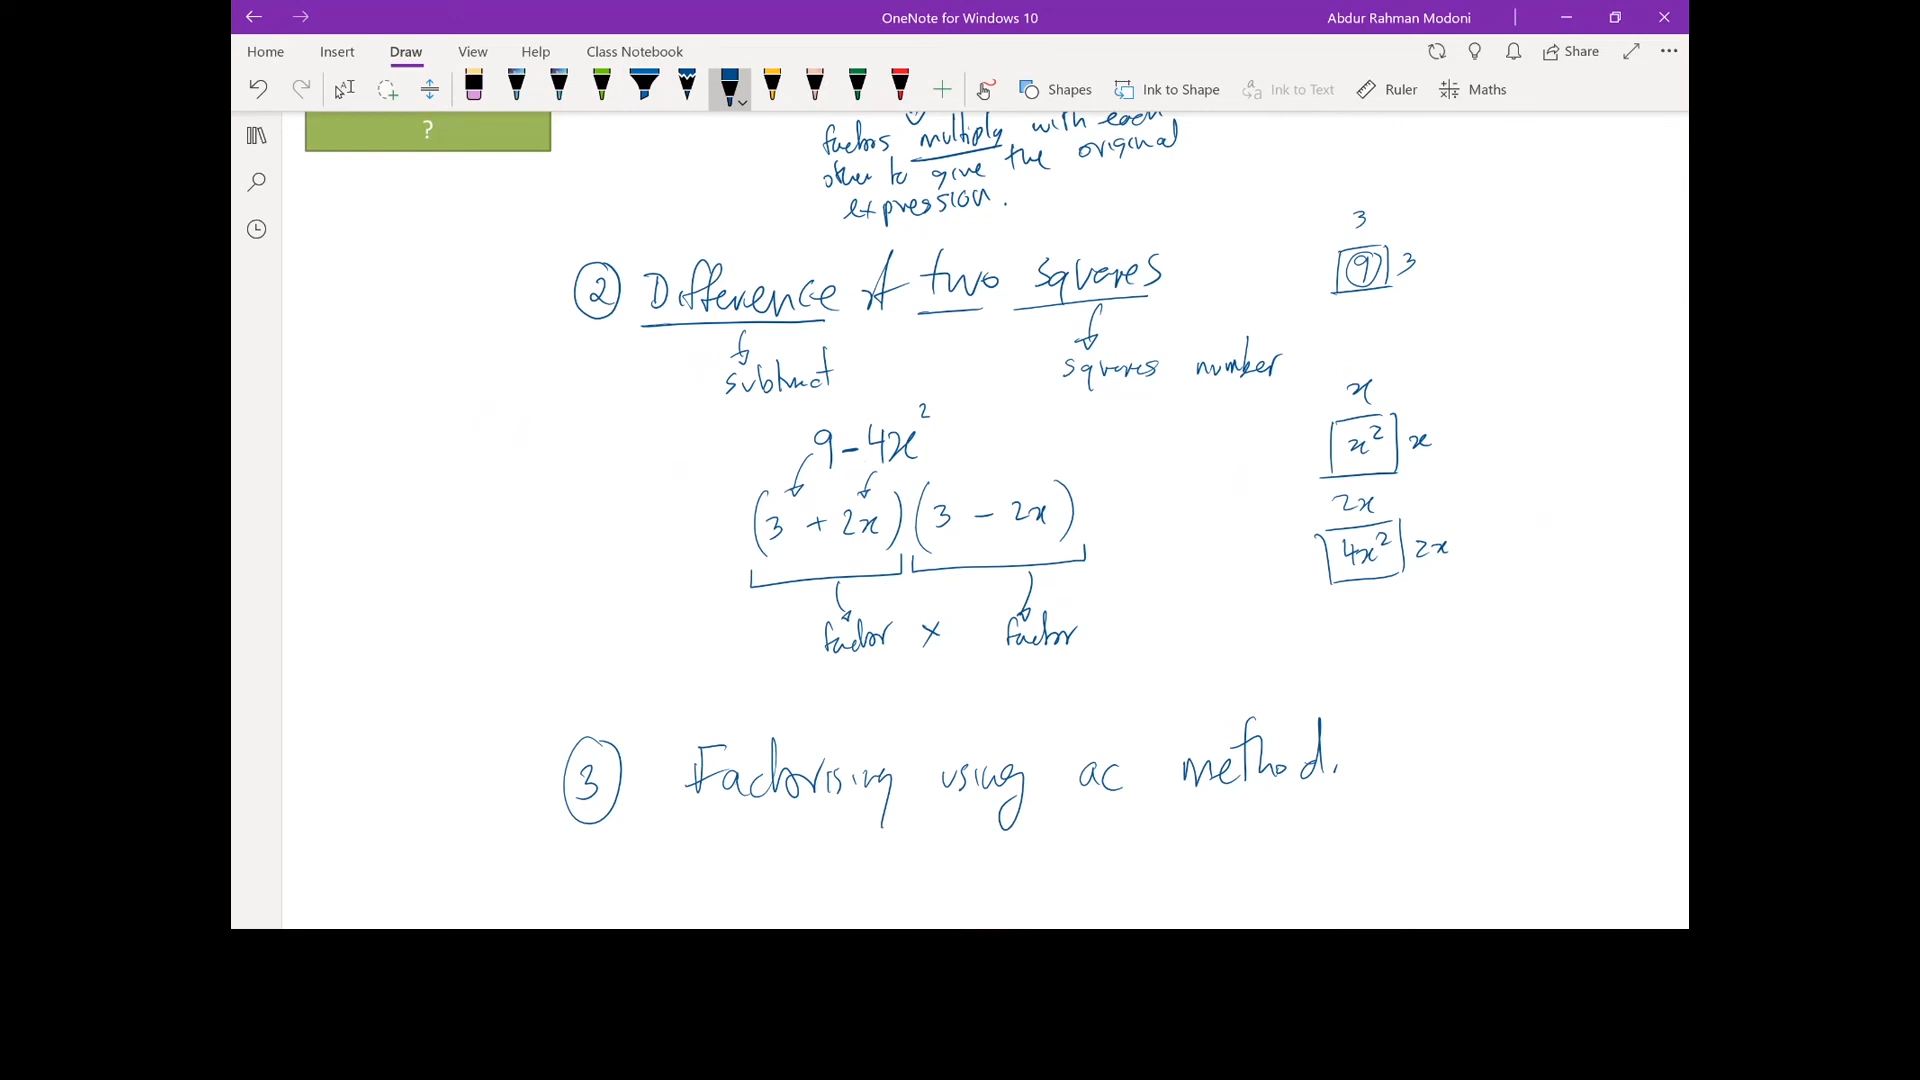 OneNote for Windows 10
Abdur Rahman Modoni
Home Insert Draw View Help Class Notebook
Share
Shapes Ink to Shape Ink to Text Ruler Maths
?
factors multiply with each
other to give the original
expression.
3
9 3
② Difference of two squares
subtract
squares number
x
x² x
9 - 4x²
(3 + 2x)(3 - 2x)
2x
4x² 2x
factor x factor
③ Factorising using ac method.